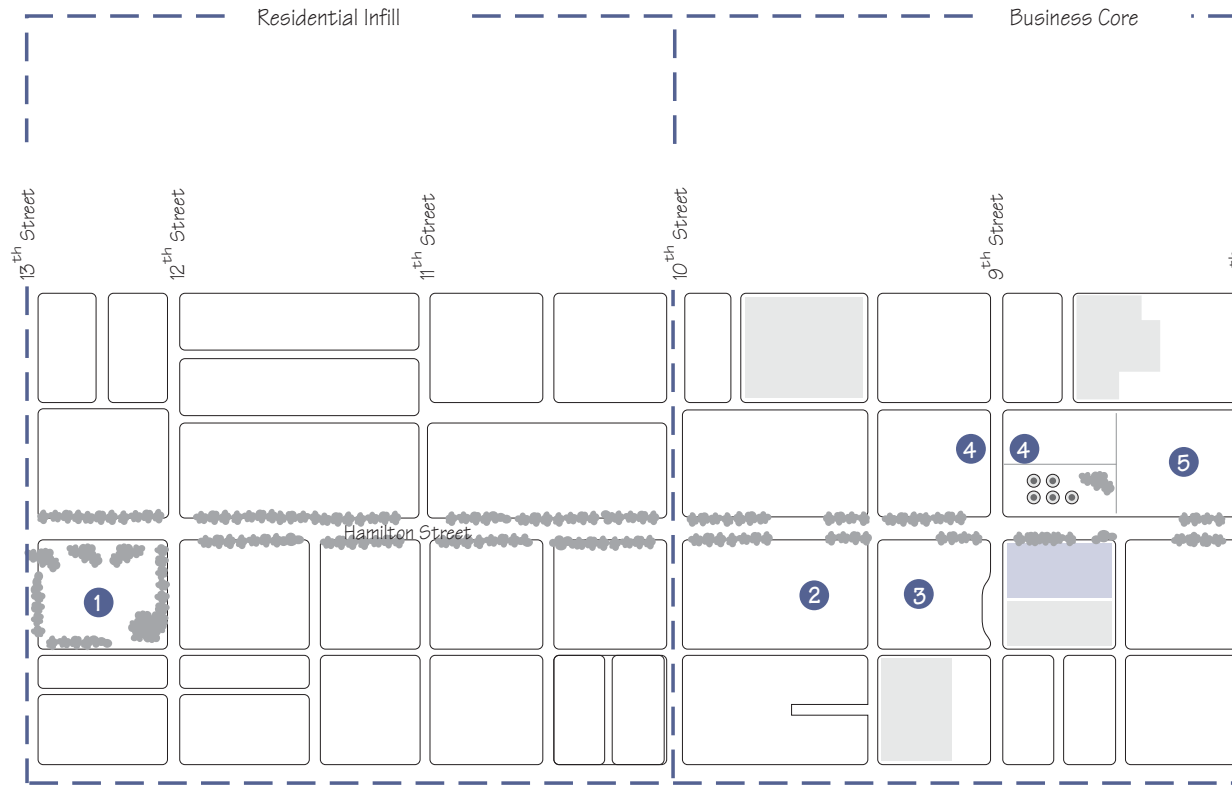 Residential Infill
Business Core
13th Street
12th Street
11th Street
10th Street
9th Street
th
4
4
5
Hamilton Street
1
2
3